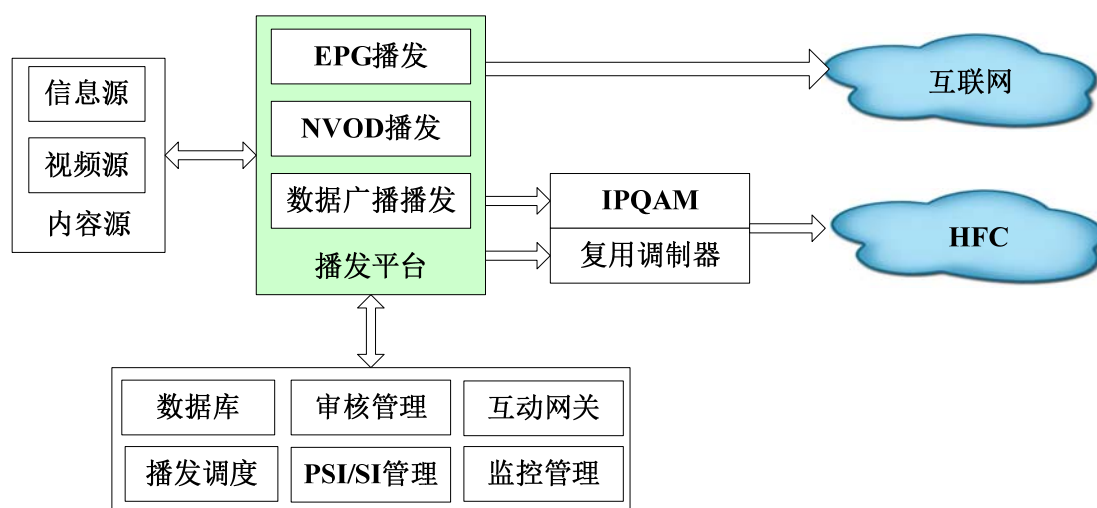 信息源
视频源
内容源
EPG播发
NVOD播发
数据广播播发
播发平台
IPQAM
复用调制器
互联网
HFC
数据库
审核管理
互动网关
播发调度
PSI/SI管理
监控管理